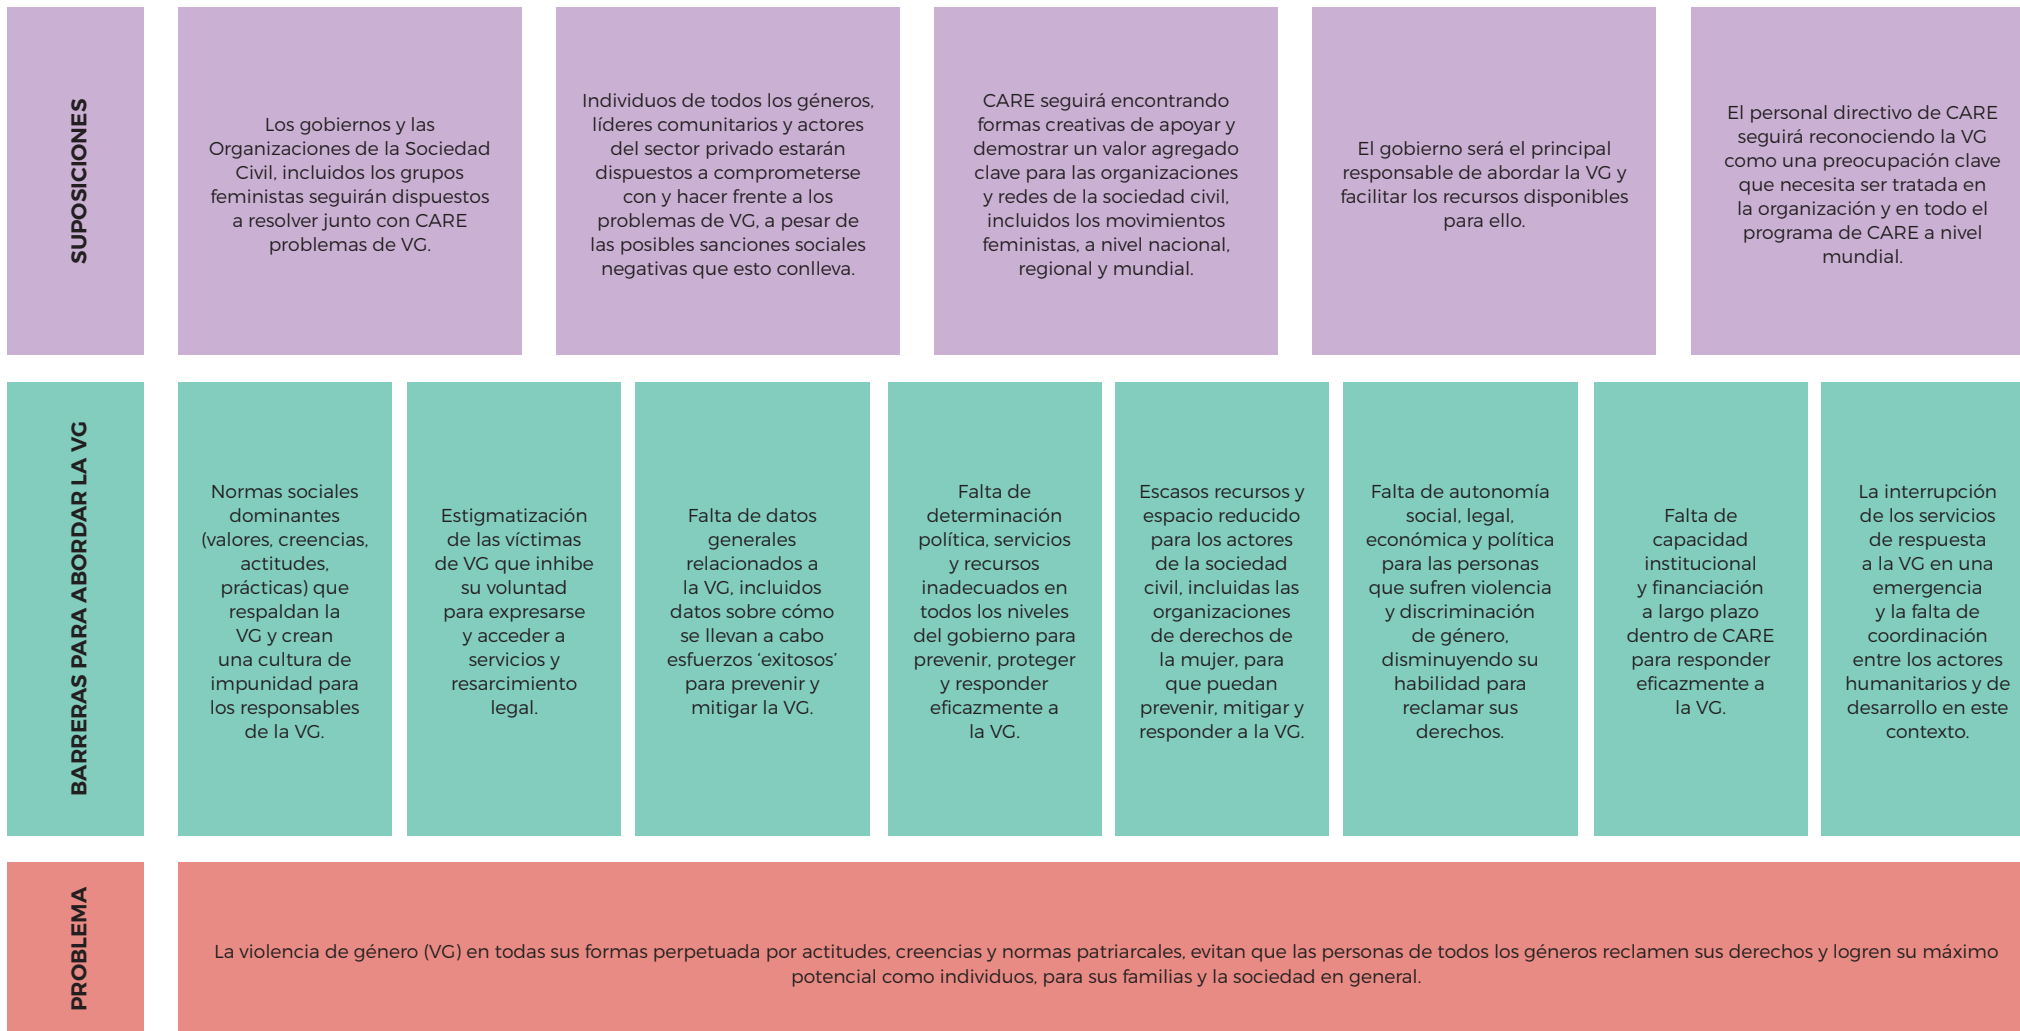 SUPOSICIONES
Los gobiernos y las
Organizaciones de la Sociedad
Civil, incluidos los grupos
feministas seguirán dispuestos
a resolver junto con CARE
problemas de VG.
Individuos de todos los géneros,
líderes comunitarios y actores
del sector privado estarán
dispuestos a comprometerse
con y hacer frente a los
problemas de VG, a pesar de
las posibles sanciones sociales
negativas que esto conlleva.
CARE seguirá encontrando
formas creativas de apoyar y
demostrar un valor agregado
clave para las organizaciones
y redes de la sociedad civil,
incluidos los movimientos
feministas, a nivel nacional,
regional y mundial.
El gobierno será el principal
responsable de abordar la VG y
facilitar los recursos disponibles
para ello.
El personal directivo de CARE
seguirá reconociendo la VG
como una preocupación clave
que necesita ser tratada en
la organización y en todo el
programa de CARE a nivel
mundial.
BARRERAS PARA ABORDAR LA VG
Normas sociales
dominantes
(valores, creencias,
actitudes,
prácticas) que
respaldan la
VG y crean
una cultura de
impunidad para
los responsables
de la VG.
Estigmatización
de las víctimas
de VG que inhibe
su voluntad
para expresarse
y acceder a
servicios y
resarcimiento
legal.
Falta de datos
generales
relacionados a
la VG, incluidos
datos sobre cómo
se llevan a cabo
esfuerzos ‘exitosos’
para prevenir y
mitigar la VG.
Falta de
determinación
política, servicios
y recursos
inadecuados en
todos los niveles
del gobierno para
prevenir, proteger
y responder
eficazmente a
la VG.
Escasos recursos y
espacio reducido
para los actores
de la sociedad
civil, incluidas las
organizaciones
de derechos de
la mujer, para
que puedan
prevenir, mitigar y
responder a la VG.
Falta de autonomía
social, legal,
económica y política
para las personas
que sufren violencia
y discriminación
de género,
disminuyendo su
habilidad para
reclamar sus
derechos.
Falta de
capacidad
institucional
y financiación
a largo plazo
dentro de CARE
para responder
eficazmente a
la VG.
La interrupción
de los servicios
de respuesta
a la VG en una
emergencia
y la falta de
coordinación
entre los actores
humanitarios y de
desarrollo en este
contexto.
PROBLEMA
La violencia de género (VG) en todas sus formas perpetuada por actitudes, creencias y normas patriarcales, evitan que las personas de todos los géneros reclamen sus derechos y logren su máximo
potencial como individuos, para sus familias y la sociedad en general.